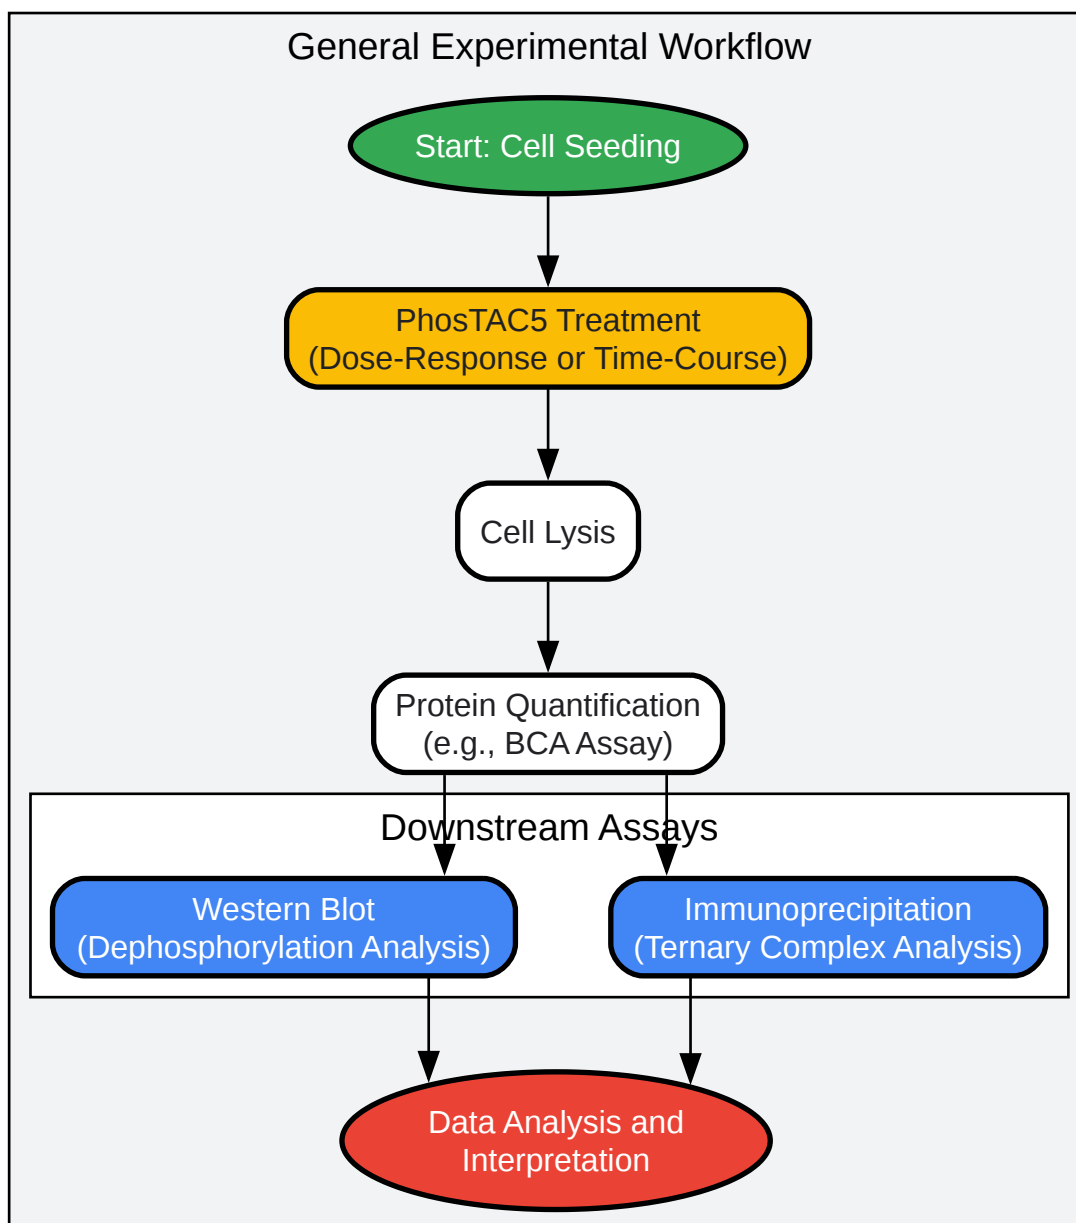 General Experimental Workflow
Start: Cell Seeding
PhosTAC5 Treatment
(Dose-Response or Time-Course)
Cell Lysis
Protein Quantification
(e.g., BCA Assay)
Downstream Assays
Western Blot
(Dephosphorylation Analysis)
Immunoprecipitation
(Ternary Complex Analysis)
Data Analysis and
Interpretation